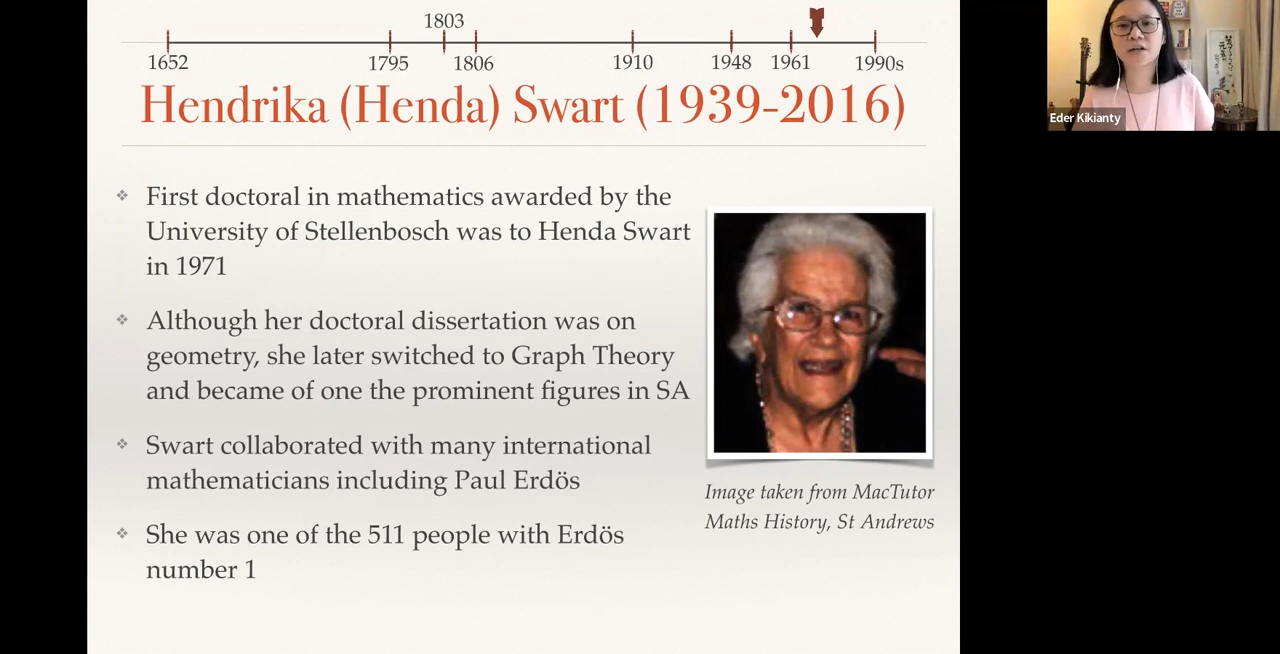 1803
1652 1795 1806 1910 1948 1961 1990s
Hendrika (Henda) Swart (1939-2016)
First doctoral in mathematics awarded by the
University of Stellenbosch was to Henda Swart
in 1971
Although her doctoral dissertation was on
geometry, she later switched to Graph Theory
and became of one the prominent figures in SA
Swart collaborated with many international
mathematicians including Paul Erdös
She was one of the 511 people with Erdös
number 1
Image taken from MacTutor
Maths History, St Andrews
Eder Kikianty